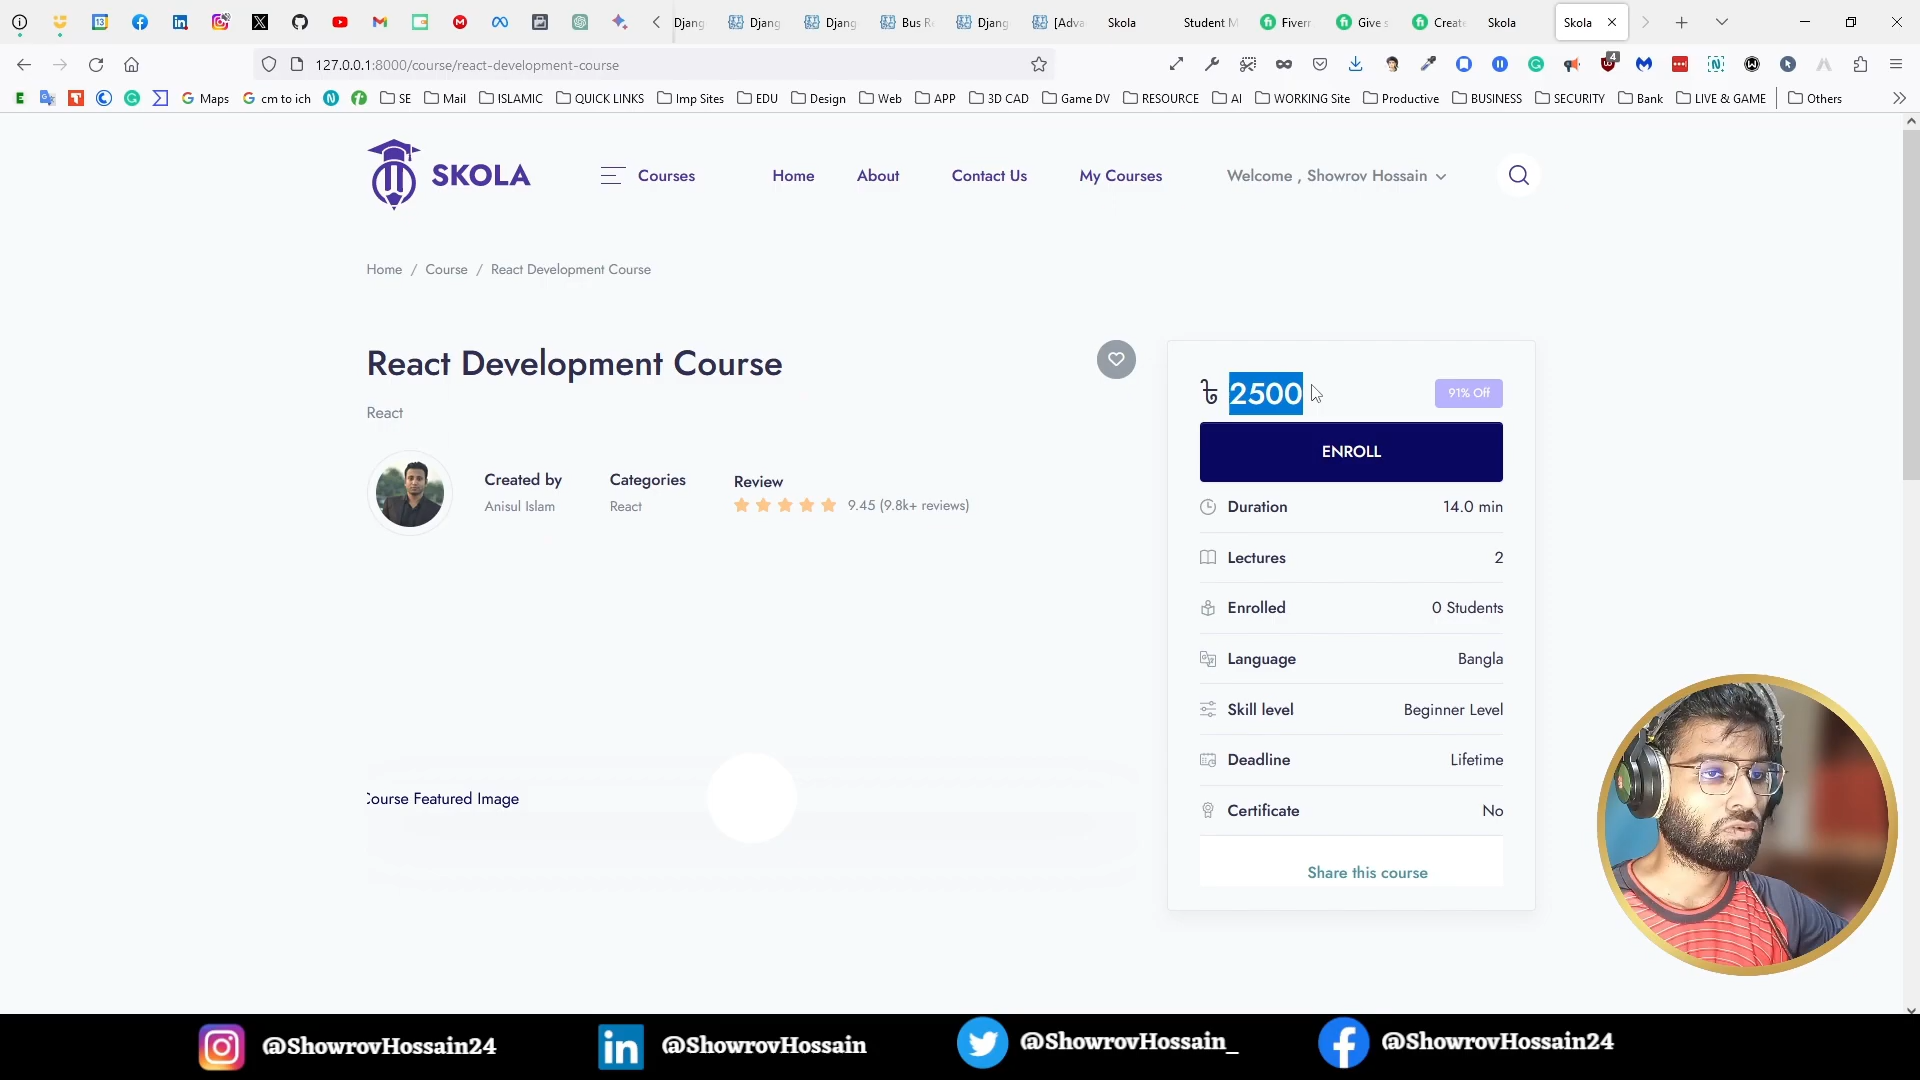 Djang
Djang
Djang
Bus Re
Djang
[Adva
Skola
Student M
Fiverr
Give s
Create
Skola
Skola
127.0.0.1:8000/course/react-development-course
4
Maps
cm to ich
SE
Mail
ISLAMIC
QUICK LINKS
Imp Sites
EDU
Design
Web
APP
3D CAD
Game DV
RESOURCE
AI
WORKING Site
Productive
BUSINESS
SECURITY
Bank
LIVE & GAME
Others
SKOLA
Courses
Home
About
Contact Us
My Courses
Welcome , Showrov Hossain
Home / Course / React Development Course
React Development Course
React
Created by
Anisul Islam
Categories
React
Review
9.45 (9.8k+ reviews)
Course Featured Image
৳ 2500
91% Off
ENROLL
Duration 14.0 min
Lectures 2
Enrolled 0 Students
Language Bangla
Skill level Beginner Level
Deadline Lifetime
Certificate No
Share this course
@ShowrovHossain24
@ShowrovHossain
@ShowrovHossain_
@ShowrovHossain24